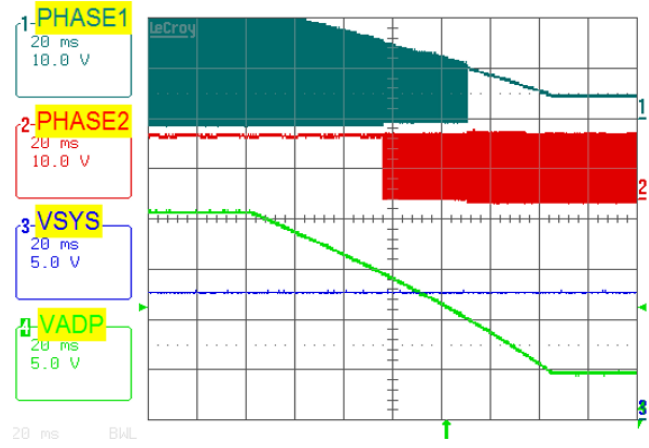 1 PHASE1
20 ms
10.0 V
LeCroy
2 PHASE2
20 ms
10.0 V
3 VSYS
20 ms
5.0 V
4 VADP
20 ms
5.0 V
1
2
3
20 ms BWL